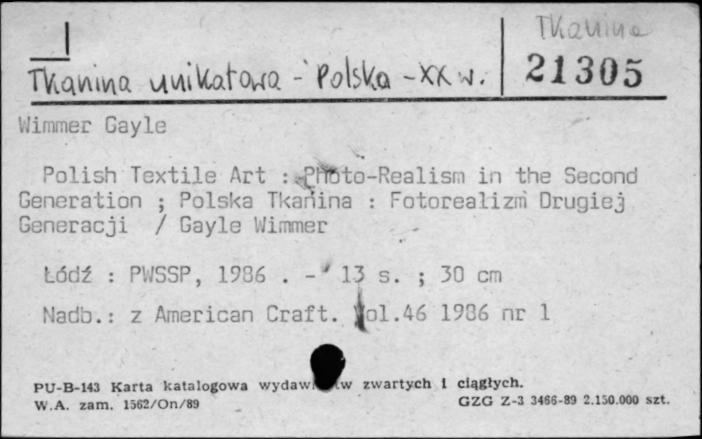 Tkanina
Tkanina unikatowa - Polska - XX w.
21305
Wimmer Gayle
Polish Textile Art : Photo-Realism in the Second
Generation ; Polska Tkanina : Fotorealizm Drugiej
Generacji / Gayle Wimmer
Łódź : PWSSP, 1986 . - 13 s. ; 30 cm
Nadb.: z American Craft. Vol.46 1986 nr 1
PU-B-143 Karta katalogowa wydawnictw zwartych i ciągłych.
W.A. zam. 1562/On/89 GZG Z-3 3466-89 2.150.000 szt.